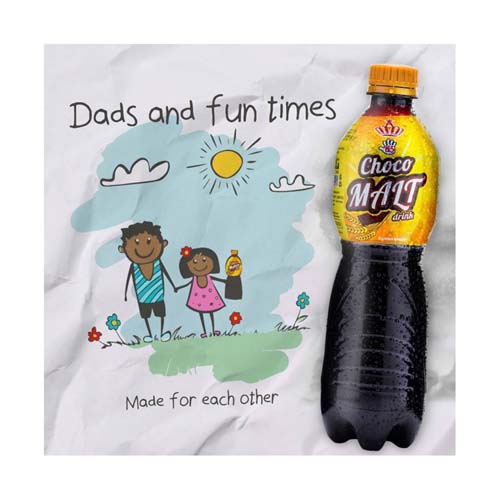 Dads and fun times
Choco
MALT
drink
Made for each other